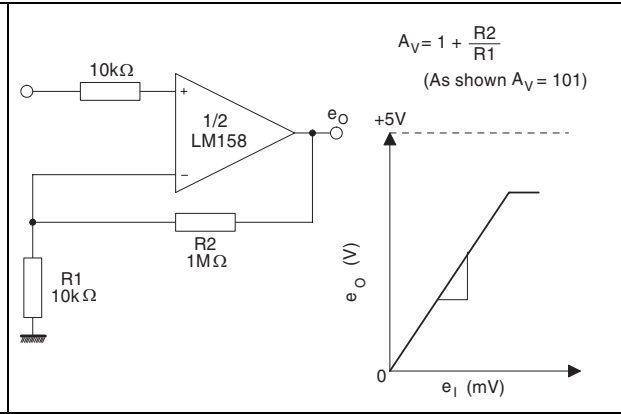 10kΩ
+
1/2
LM158
−
e_O
R2
1MΩ
R1
10kΩ
A_V = 1 + R2/R1
(As shown A_V = 101)
+5V
e_O (V)
0
e_I (mV)